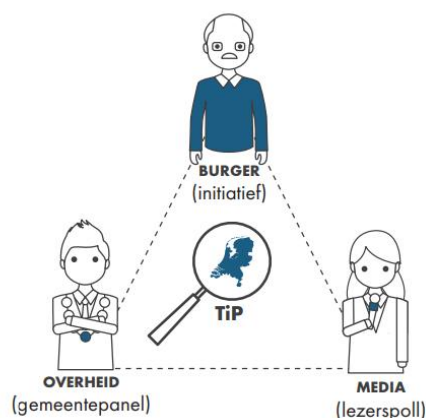 BURGER
(initiatief)
TiP
OVERHEID
(gemeentepanel)
MEDIA
(lezerspoll)